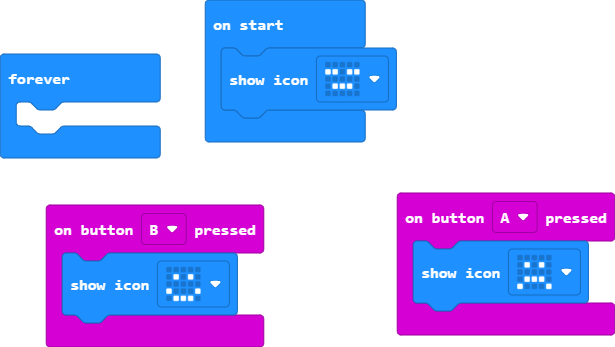 on start
show icon
forever
on button B pressed
show icon
on button A pressed
show icon